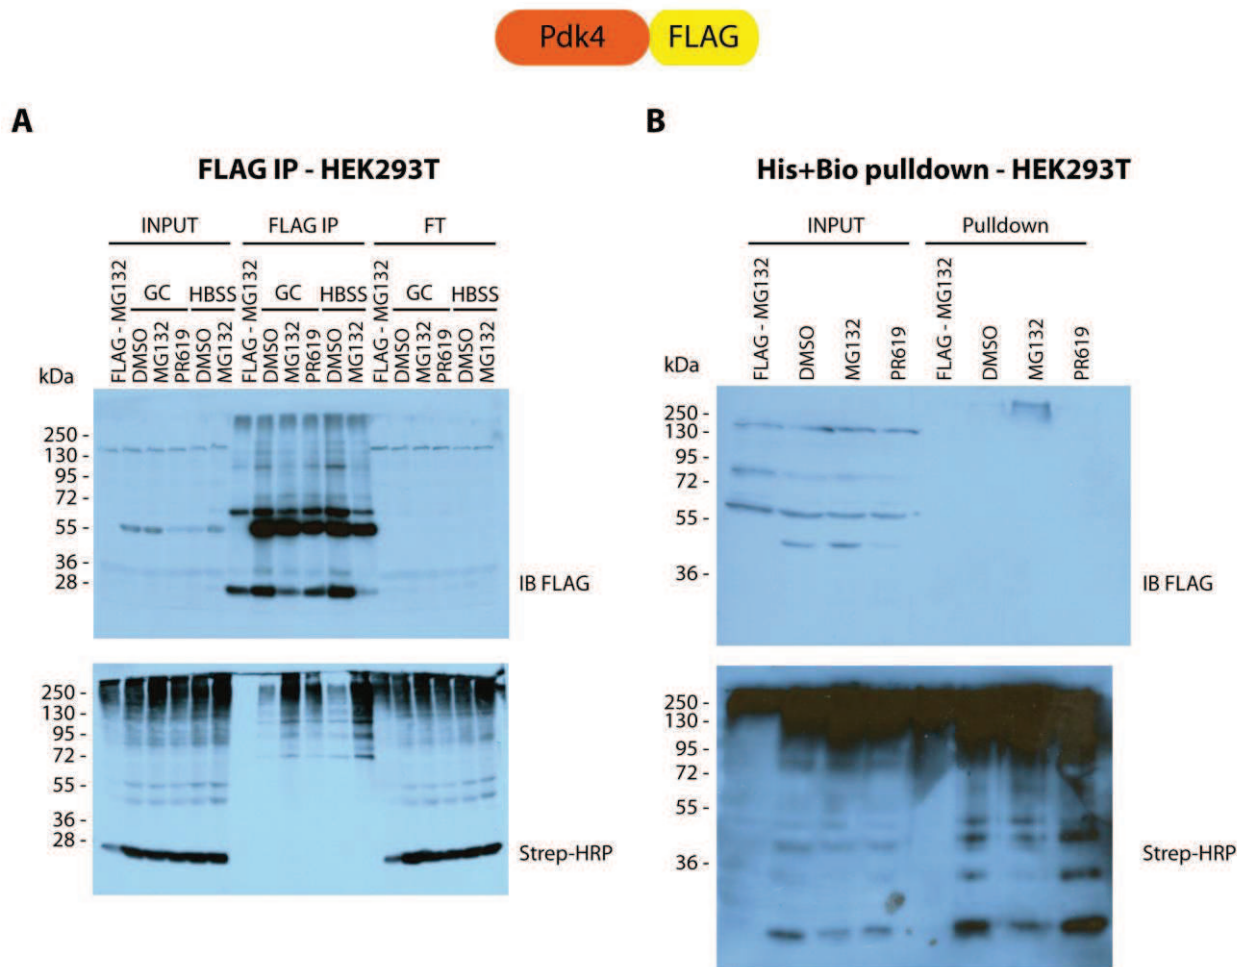 Pdk4 FLAG
A
FLAG IP - HEK293T
INPUT FLAG IP FT
GC HBSS GC HBSS GC HBSS
FLAG - MG132 DMSO MG132 PR619 DMSO MG132 FLAG - MG132 DMSO MG132 PR619 DMSO MG132 FLAG - MG132 DMSO MG132 PR619 DMSO MG132
kDa
250 -
130 -
95 -
72 -
55 -
36 -
28 -
IB FLAG
250 -
130 -
95 -
72 -
55 -
36 -
28 -
Strep-HRP
B
His+Bio pulldown - HEK293T
INPUT Pulldown
FLAG - MG132 DMSO MG132 PR619 FLAG - MG132 DMSO MG132 PR619
kDa
250 -
130 -
95 -
72 -
55 -
36 -
IB FLAG
250 -
130 -
95 -
72 -
55 -
36 -
Strep-HRP